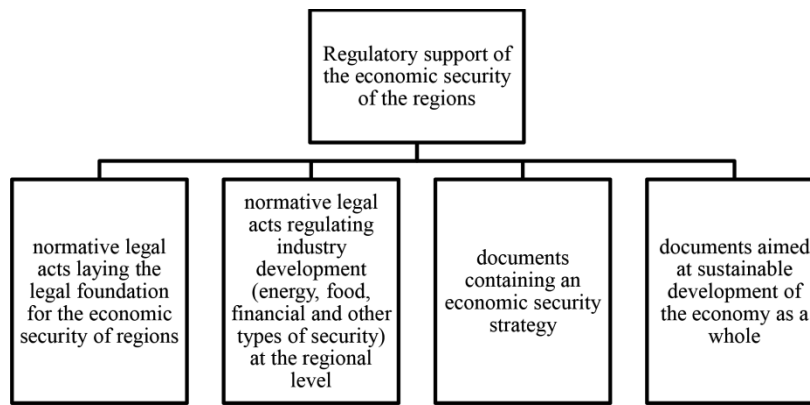 Regulatory support of
the economic security
of the regions
normative legal
acts laying the
legal foundation
for the economic
security of regions
normative legal
acts regulating
industry
development
(energy, food,
financial and other
types of security)
at the regional
level
documents
containing an
economic security
strategy
documents aimed
at sustainable
development of
the economy as a
whole